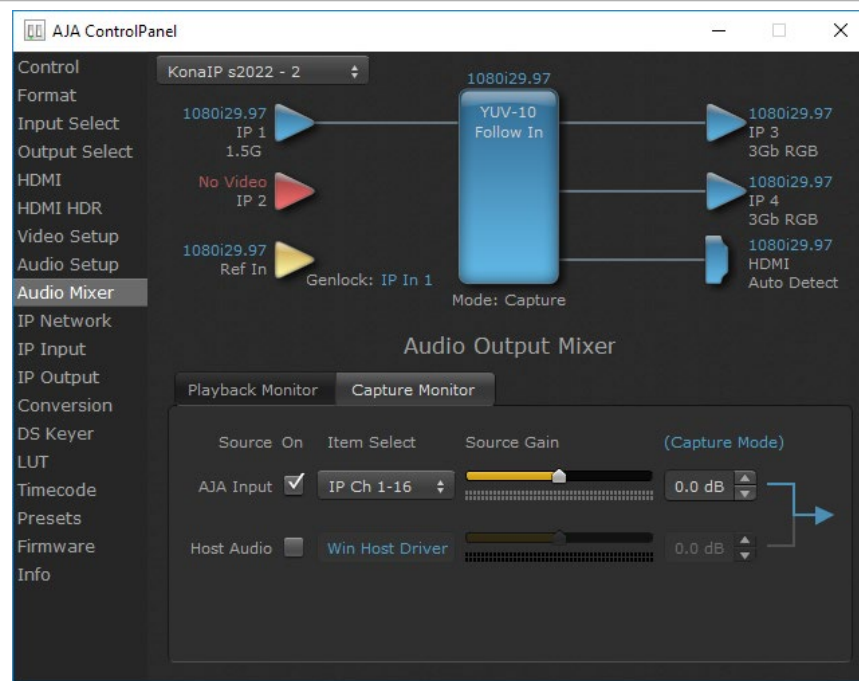 AJA ControlPanel
Control
Format
Input Select
Output Select
HDMI
HDMI HDR
Video Setup
Audio Setup
Audio Mixer
IP Network
IP Input
IP Output
Conversion
DS Keyer
LUT
Timecode
Presets
Firmware
Info
KonaIP s2022 - 2
1080i29.97
IP 1
1.5G
No Video
IP 2
1080i29.97
Ref In
Genlock: IP In 1
1080i29.97
YUV-10
Follow In
Mode: Capture
1080i29.97
IP 3
3Gb RGB
1080i29.97
IP 4
3Gb RGB
1080i29.97
HDMI
Auto Detect
Audio Output Mixer
Playback Monitor Capture Monitor
Source On Item Select Source Gain (Capture Mode)
AJA Input IP Ch 1-16 0.0 dB
Host Audio Win Host Driver 0.0 dB